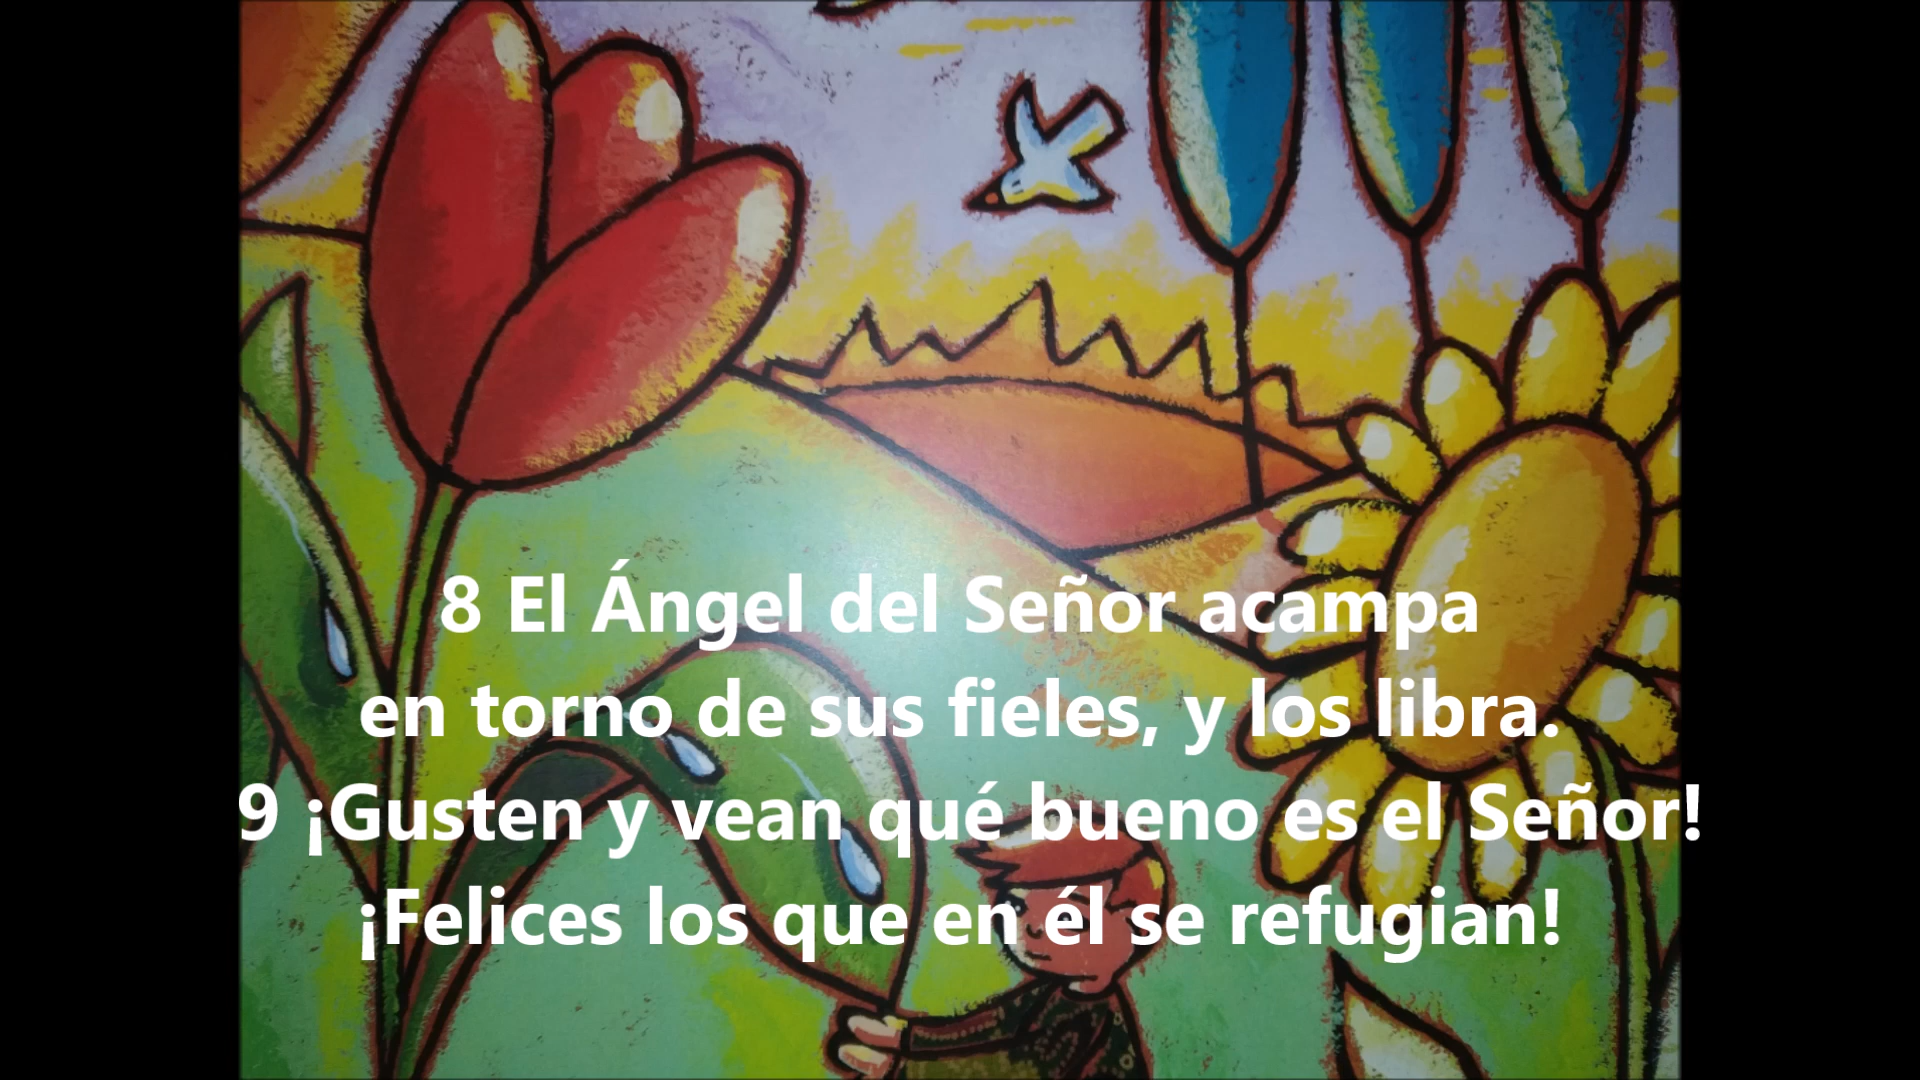 8 El Ángel del Señor acampa
en torno de sus fieles, y los libra.
9 ¡Gusten y vean qué bueno es el Señor!
¡Felices los que en él se refugian!